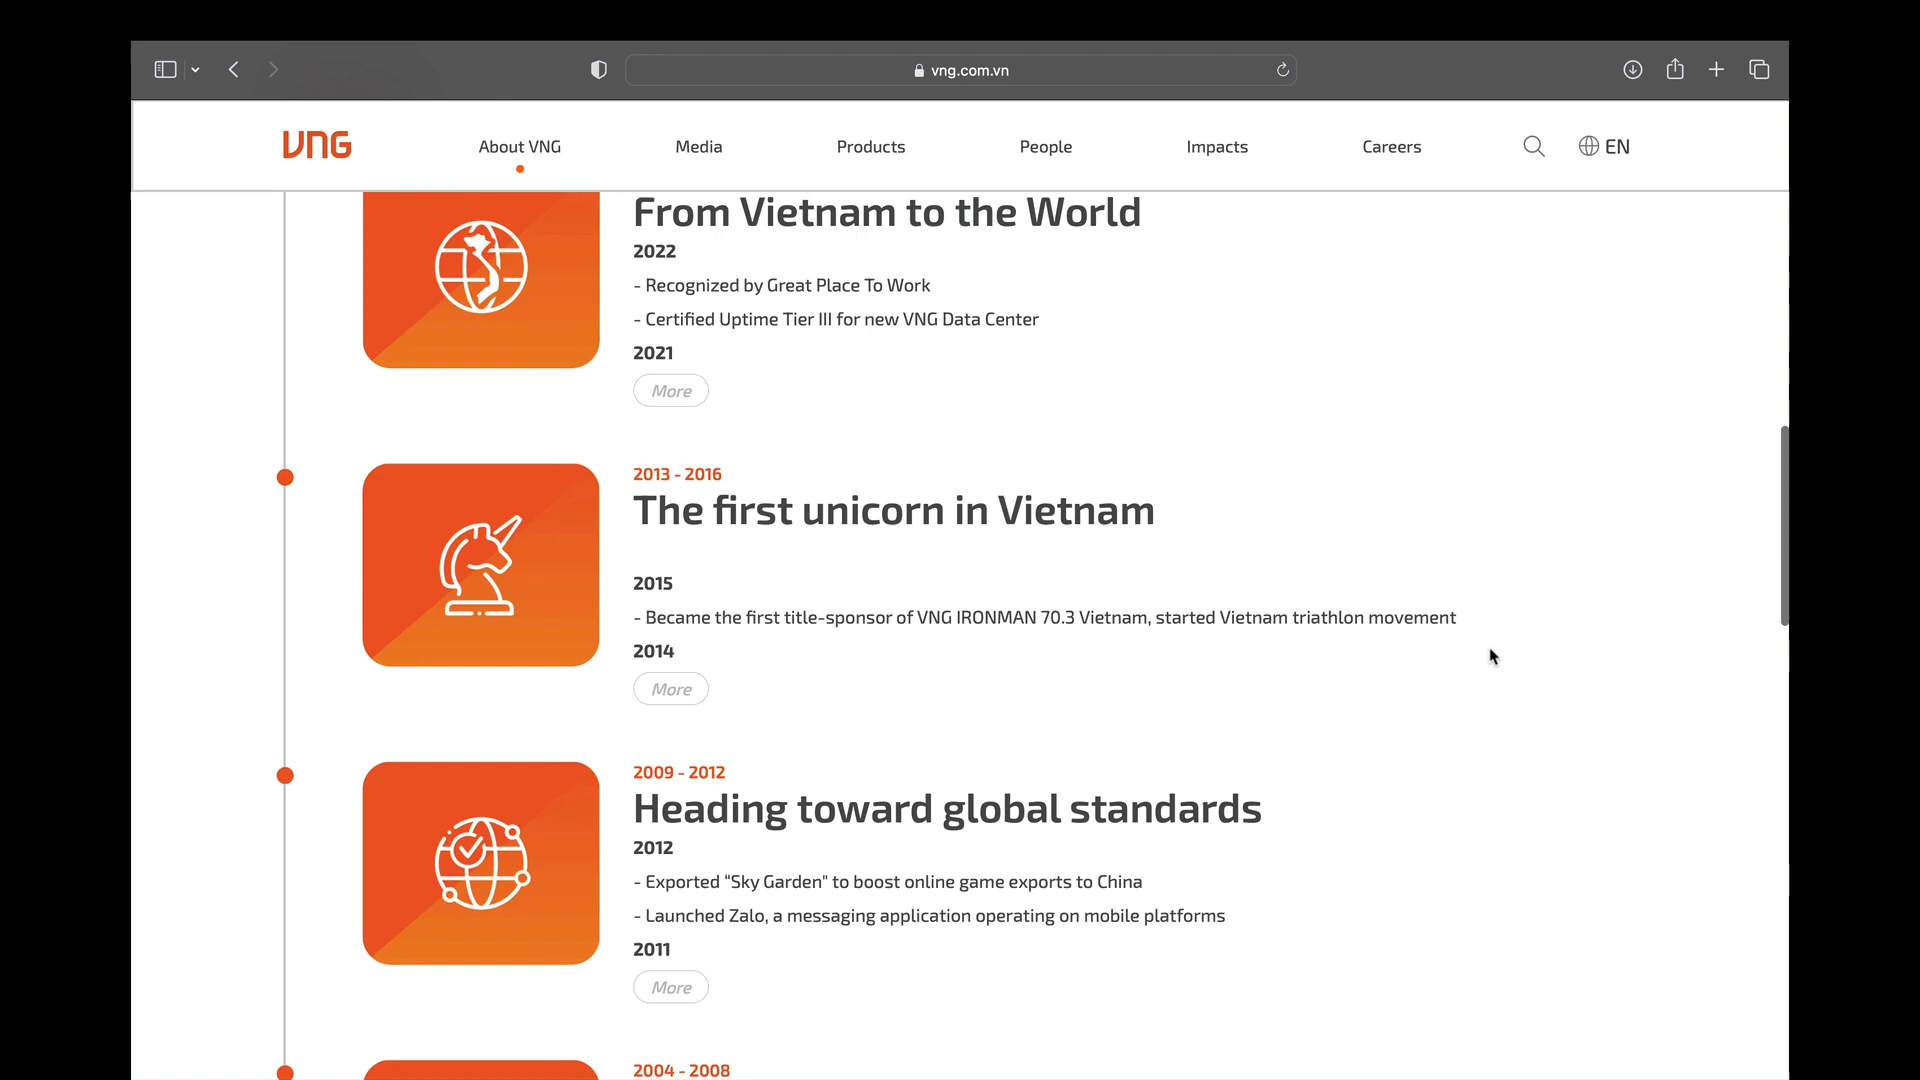 vng.com.vn
VNG
About VNG
Media
Products
People
Impacts
Careers
EN
From Vietnam to the World
2022
- Recognized by Great Place To Work
- Certified Uptime Tier III for new VNG Data Center
2021
More
2013 - 2016
The first unicorn in Vietnam
2015
- Became the first title-sponsor of VNG IRONMAN 70.3 Vietnam, started Vietnam triathlon movement
2014
More
2009 - 2012
Heading toward global standards
2012
- Exported “Sky Garden" to boost online game exports to China
- Launched Zalo, a messaging application operating on mobile platforms
2011
More
2004 - 2008